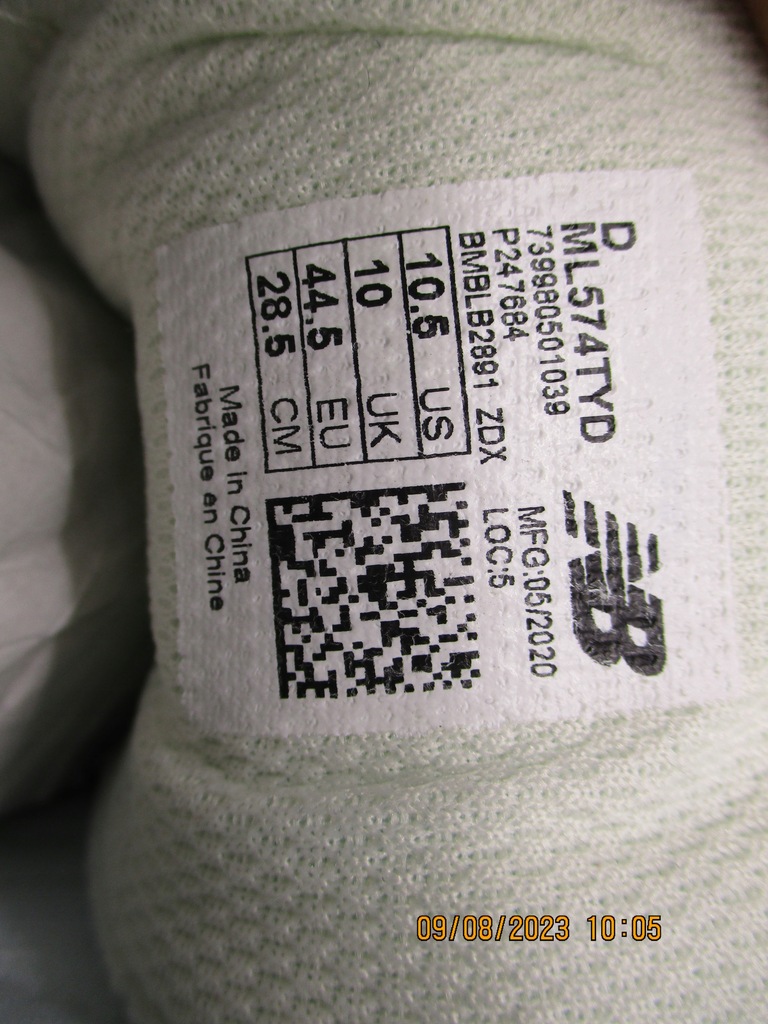 D
ML574TYD
739980501039
P247684
BMBLB2891 ZDX
10.5 US
10 UK
44.5 EU
28.5 CM
Made in China
Fabrique en Chine
NB
MFG:05/2020
LOC:5
09/08/2023 10:05